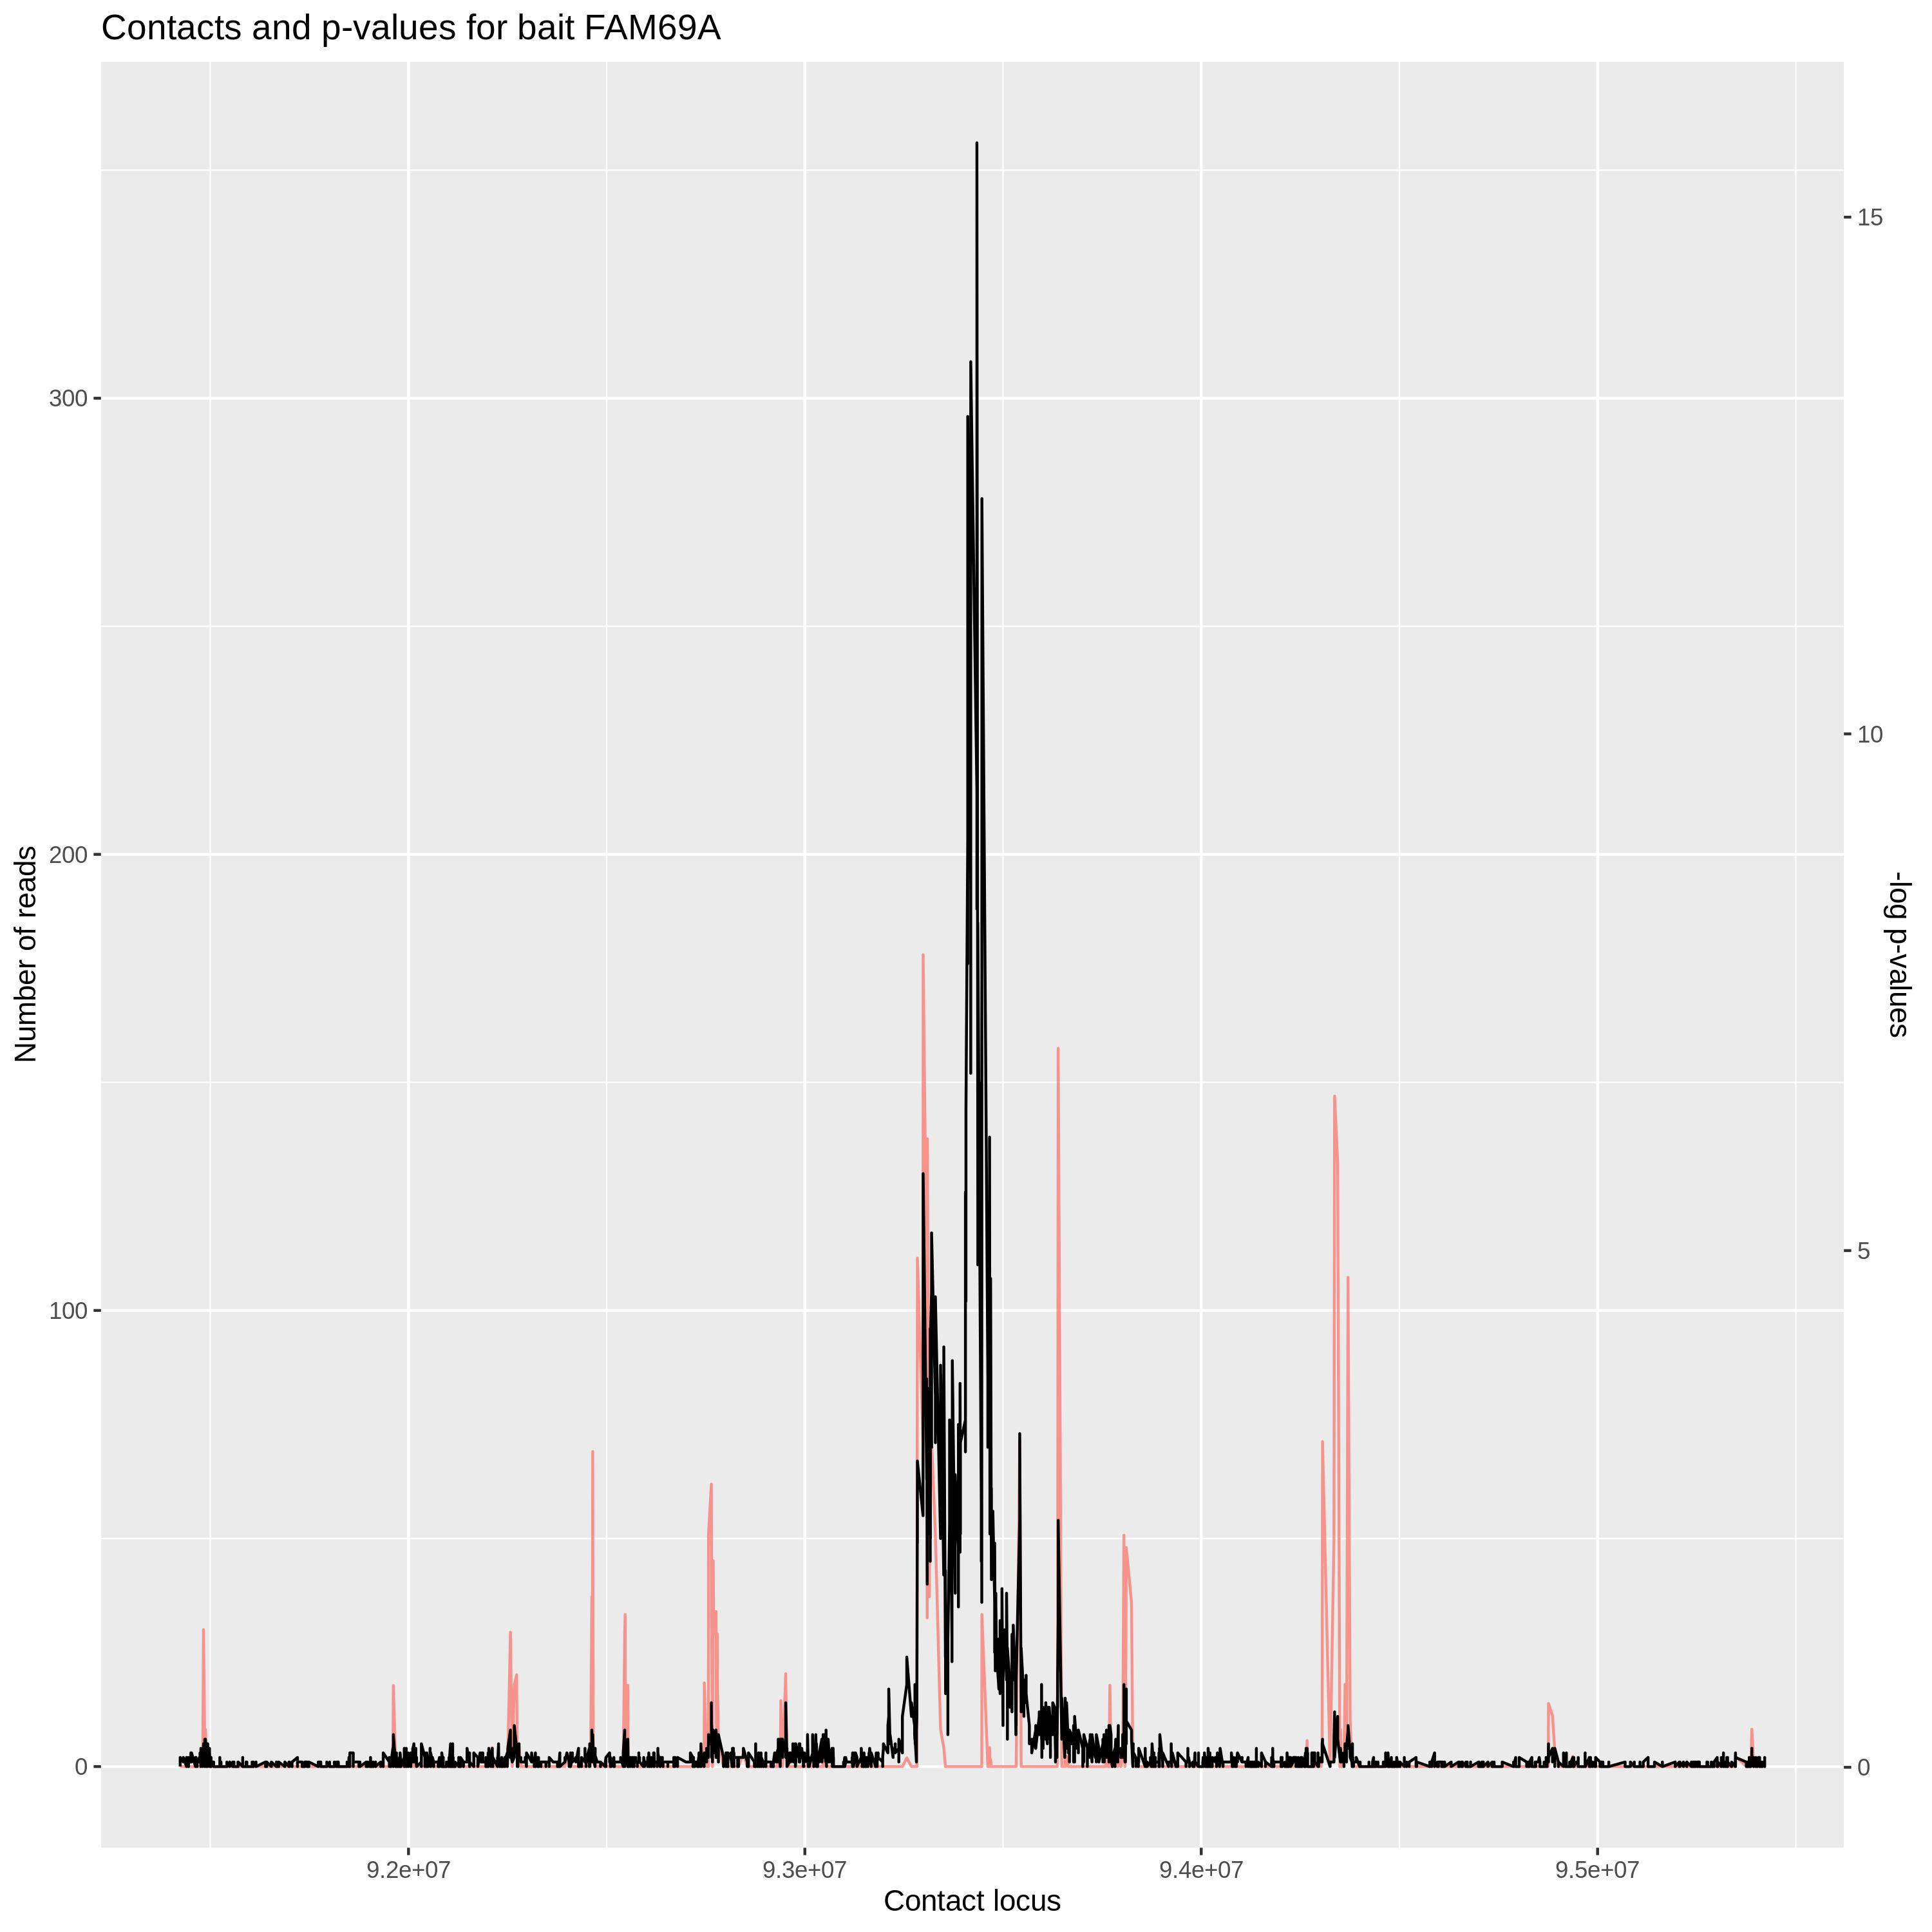 Contacts and p-values for bait FAM69A
300
200
100
0
Number of reads
15
10
5
0
-log p-values
9.2e+07 9.3e+07 9.4e+07 9.5e+07
Contact locus